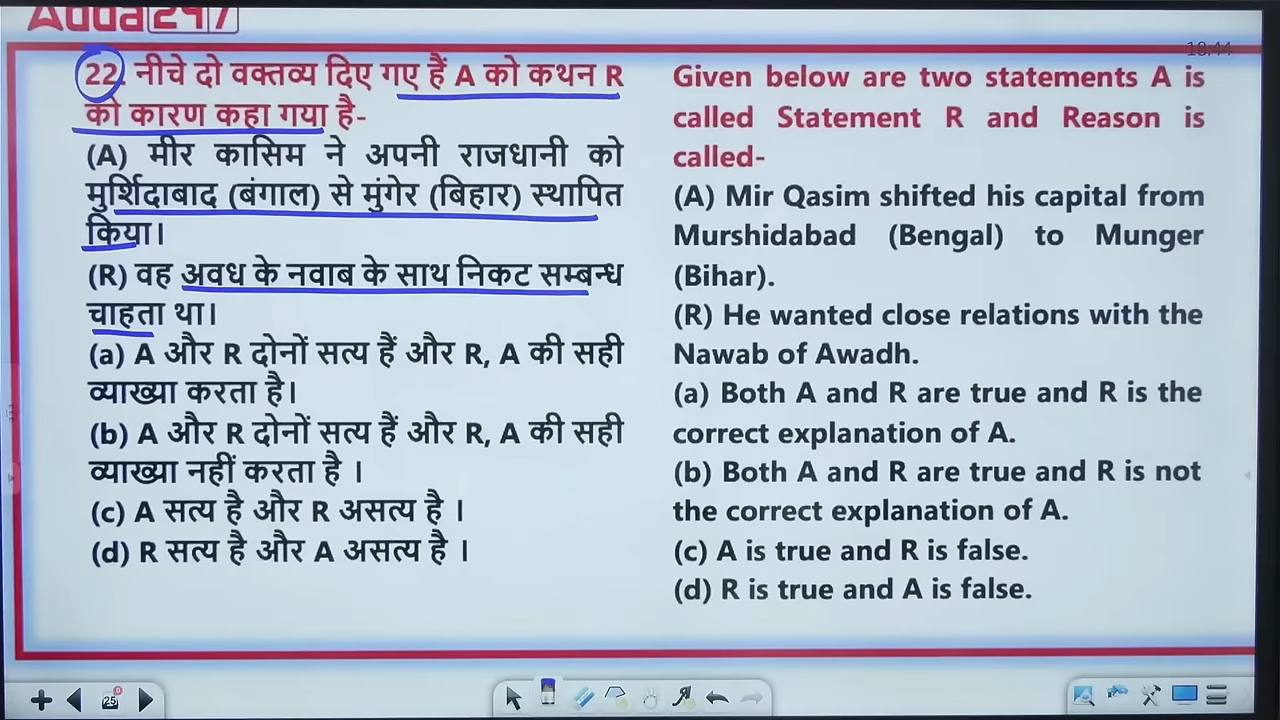 Adda247
18:44
22. नीचे दो वक्तव्य दिए गए हैं A को कथन R
को कारण कहा गया है-
(A) मीर कासिम ने अपनी राजधानी को
मुर्शिदाबाद (बंगाल) से मुंगेर (बिहार) स्थापित
किया।
(R) वह अवध के नवाब के साथ निकट सम्बन्ध
चाहता था।
(a) A और R दोनों सत्य हैं और R, A की सही
व्याख्या करता है।
(b) A और R दोनों सत्य हैं और R, A की सही
व्याख्या नहीं करता है ।
(c) A सत्य है और R असत्य है ।
(d) R सत्य है और A असत्य है ।
Given below are two statements A is
called Statement R and Reason is
called-
(A) Mir Qasim shifted his capital from
Murshidabad (Bengal) to Munger
(Bihar).
(R) He wanted close relations with the
Nawab of Awadh.
(a) Both A and R are true and R is the
correct explanation of A.
(b) Both A and R are true and R is not
the correct explanation of A.
(c) A is true and R is false.
(d) R is true and A is false.
25